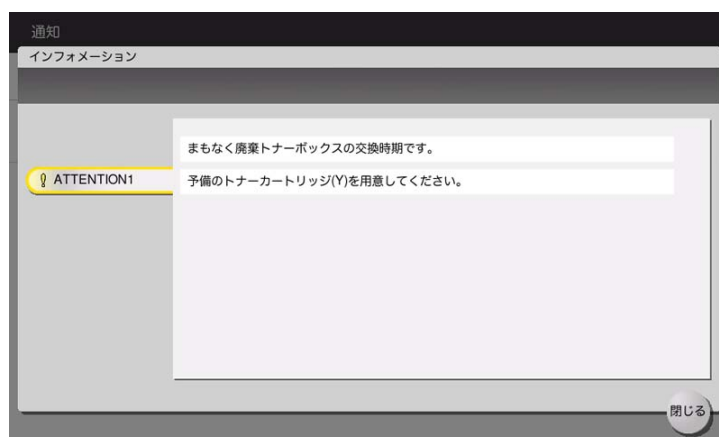 通知
インフォメーション
まもなく廃棄トナーボックスの交換時期です。
ATTENTION1
予備のトナーカートリッジ(Y)を用意してください。
閉じる